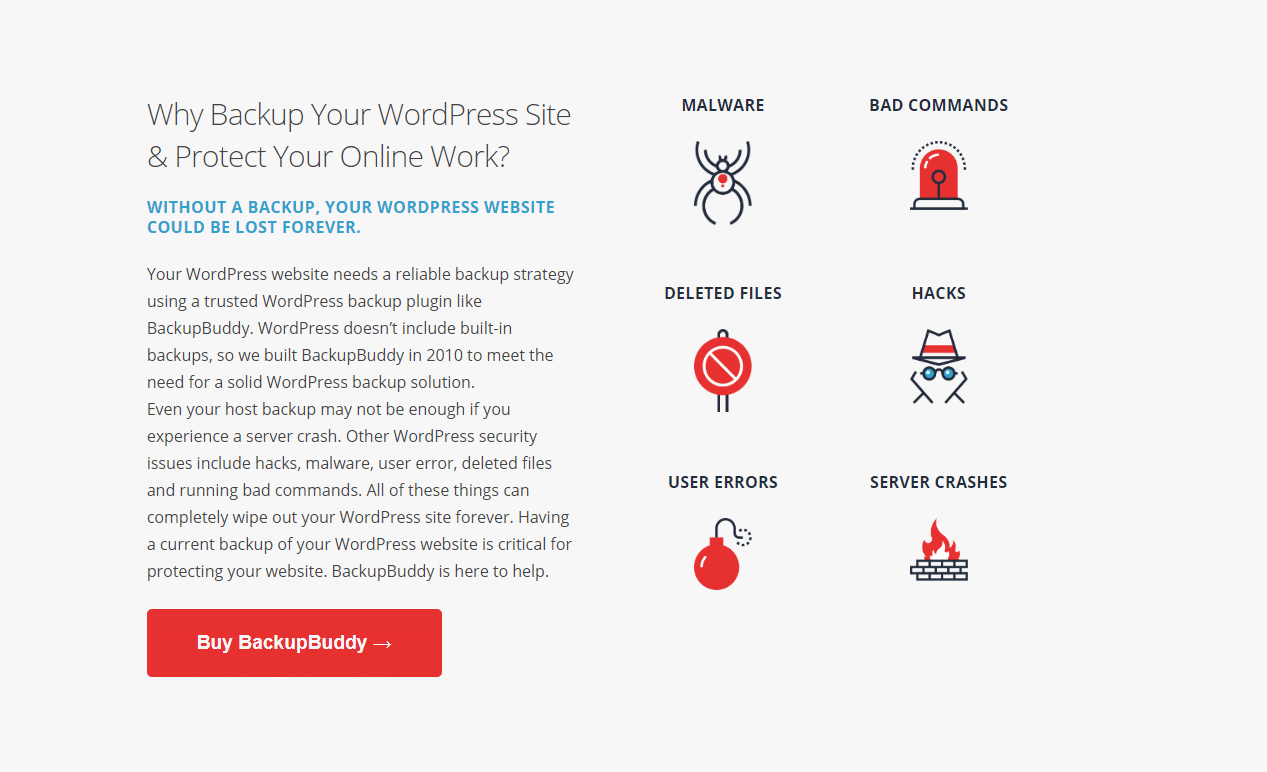 Why Backup Your WordPress Site
& Protect Your Online Work?
WITHOUT A BACKUP, YOUR WORDPRESS WEBSITE
COULD BE LOST FOREVER.
Your WordPress website needs a reliable backup strategy
using a trusted WordPress backup plugin like
BackupBuddy. WordPress doesn’t include built-in
backups, so we built BackupBuddy in 2010 to meet the
need for a solid WordPress backup solution.
Even your host backup may not be enough if you
experience a server crash. Other WordPress security
issues include hacks, malware, user error, deleted files
and running bad commands. All of these things can
completely wipe out your WordPress site forever. Having
a current backup of your WordPress website is critical for
protecting your website. BackupBuddy is here to help.
Buy BackupBuddy →
MALWARE
BAD COMMANDS
DELETED FILES
HACKS
USER ERRORS
SERVER CRASHES